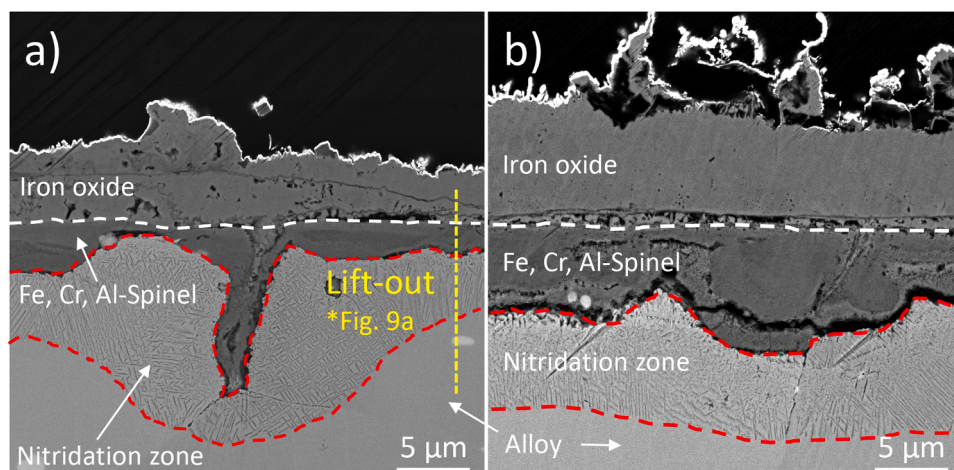 a)
Iron oxide
Fe, Cr, Al-Spinel
Lift-out
*Fig. 9a
Nitridation zone
5 µm
b)
Iron oxide
Fe, Cr, Al-Spinel
Nitridation zone
Alloy
5 µm